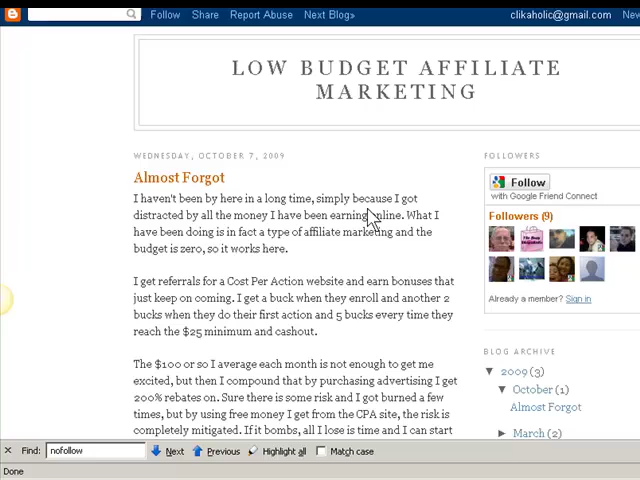 Follow Share Report Abuse Next Blog» clikaholic@gmail.com New
LOW BUDGET AFFILIATE
MARKETING
WEDNESDAY, OCTOBER 7, 2009
Almost Forgot
I haven't been by here in a long time, simply because I got
distracted by all the money I have been earning online. What I
have been doing is in fact a type of affiliate marketing and the
budget is zero, so it works here.
I get referrals for a Cost Per Action website and earn bonuses that
just keep on coming. I get a buck when they enroll and another 2
bucks when they do their first action and 5 bucks every time they
reach the $25 minimum and cashout.
The $100 or so I average each month is not enough to get me
excited, but then I compound that by purchasing advertising I get
200% rebates on. Sure there is some risk and I got burned a few
times, but by using free money I get from the CPA site, the risk is
completely mitigated. If it bombs, all I lose is time and I can start
FOLLOWERS
Follow
with Google Friend Connect
Followers (9)
Already a member? Sign in
BLOG ARCHIVE
▼ 2009 (3)
▼ October (1)
Almost Forgot
► March (2)
Find: nofollow Next Previous Highlight all Match case
Done